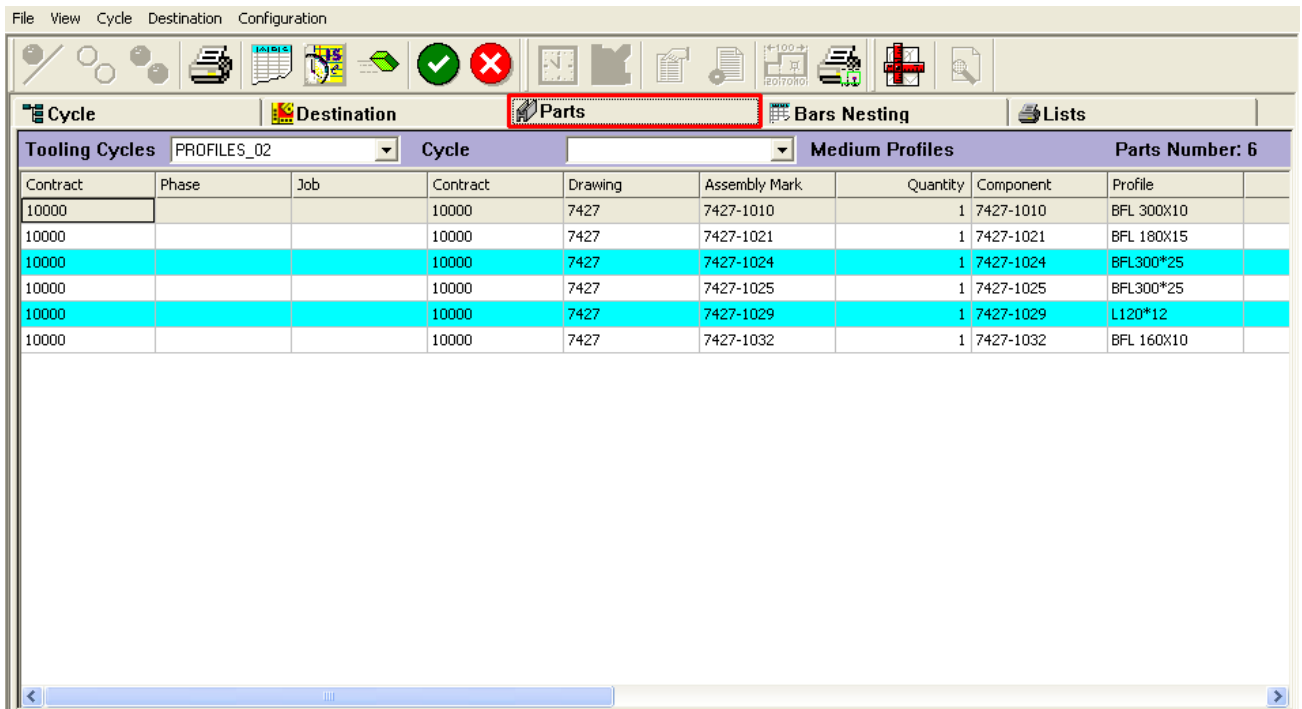 File View Cycle Destination Configuration
Cycle Destination Parts Bars Nesting Lists
Tooling Cycles PROFILES_02 Cycle Medium Profiles Parts Number: 6
Contract Phase Job Contract Drawing Assembly Mark Quantity Component Profile
10000 10000 7427 7427-1010 1 7427-1010 BFL 300X10
10000 10000 7427 7427-1021 1 7427-1021 BFL 180X15
10000 10000 7427 7427-1024 1 7427-1024 BFL300*25
10000 10000 7427 7427-1025 1 7427-1025 BFL300*25
10000 10000 7427 7427-1029 1 7427-1029 L120*12
10000 10000 7427 7427-1032 1 7427-1032 BFL 160X10